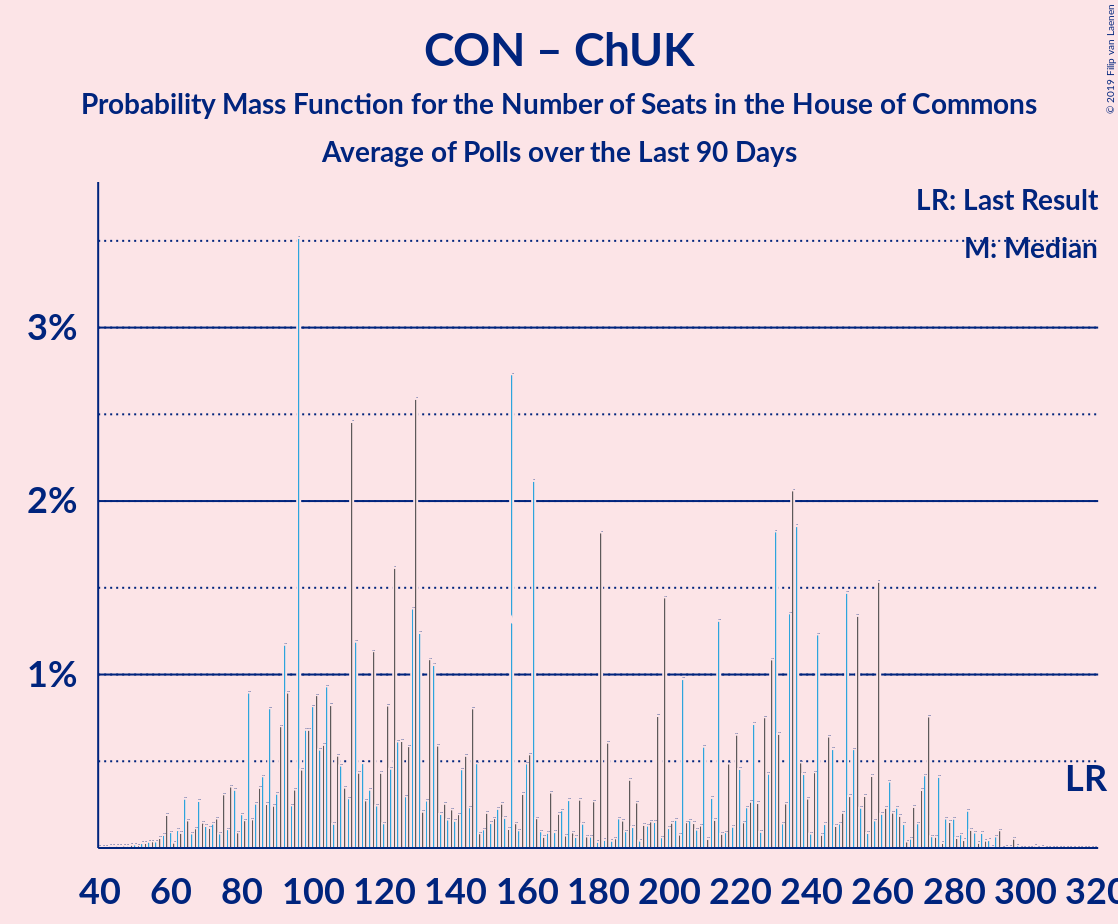 CON – ChUK
Probability Mass Function for the Number of Seats in the House of Commons
Average of Polls over the Last 90 Days
© 2019 Filip van Laenen
LR: Last Result
M: Median
3%
2%
1%
LR
40 60 80 100 120 140 160 180 200 220 240 260 280 300 320